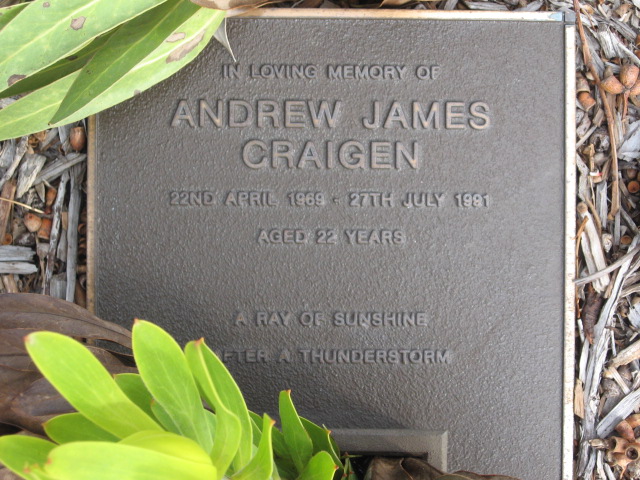 IN LOVING MEMORY OF
ANDREW JAMES
CRAIGEN
22ND APRIL 1969 - 27TH JULY 1991
AGED 22 YEARS
A RAY OF SUNSHINE
AFTER A THUNDERSTORM